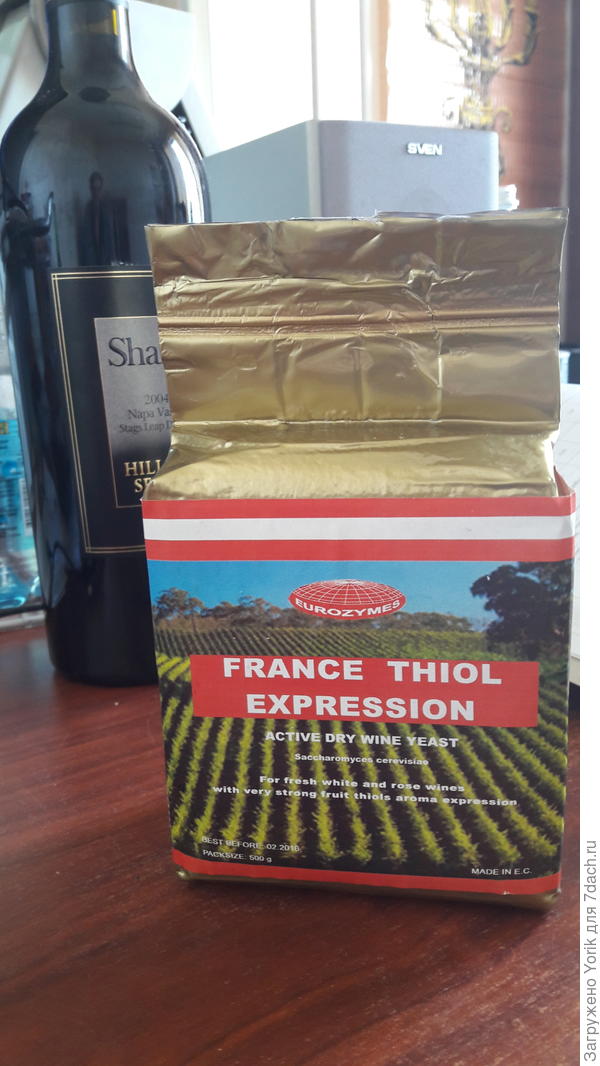 SVEN
Sha
2004
Napa Va
Stags Leap D
HILL
SE
EUROZYMES
FRANCE THIOL
EXPRESSION
ACTIVE DRY WINE YEAST
Saccharomyces cerevisiae
For fresh white and rose wines
with very strong fruit thiols aroma expression
BEST BEFORE: 02.2016
PACKSIZE: 500 g
MADE IN E.C.
Загружено Yorik для 7dach.ru